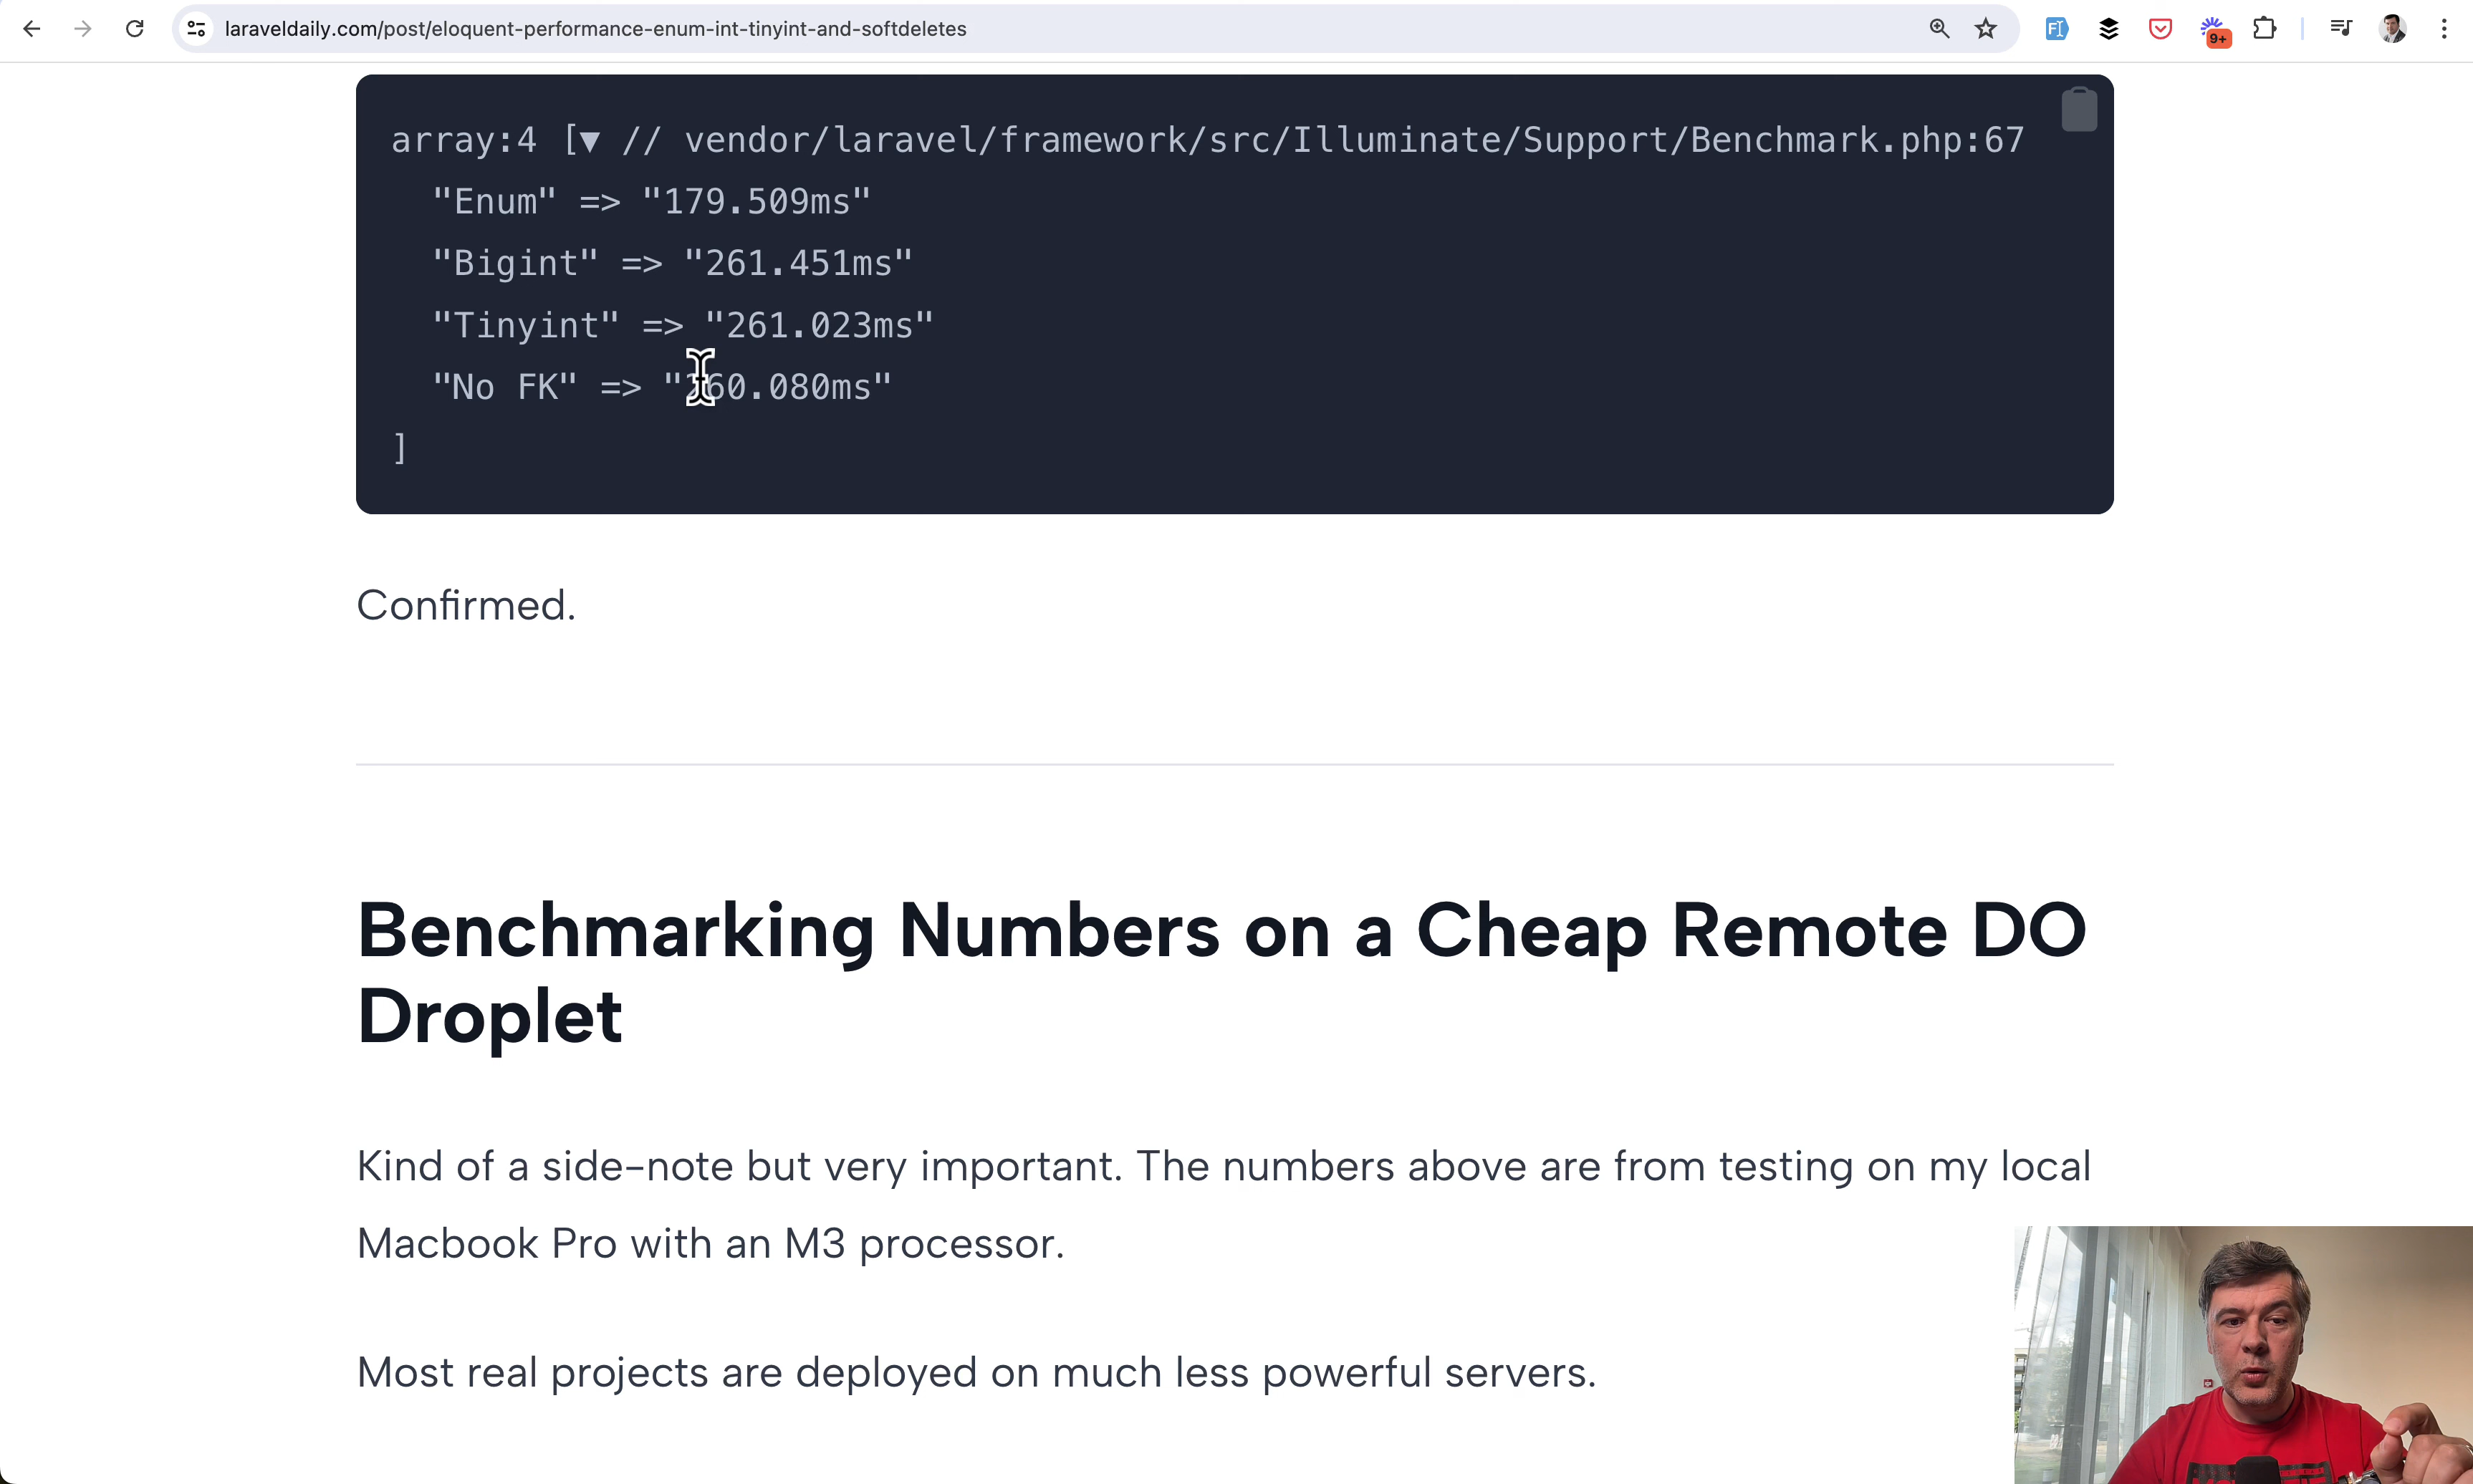 laraveldaily.com/post/eloquent-performance-enum-int-tinyint-and-softdeletes
9+
array:4 [▼ // vendor/laravel/framework/src/Illuminate/Support/Benchmark.php:67
"Enum" => "179.509ms"
"Bigint" => "261.451ms"
"Tinyint" => "261.023ms"
"No FK" =>
]
Confirmed.
Benchmarking Numbers on a Cheap Remote DO
Droplet
Kind of a side-note but very important. The numbers above are from testing on my local
Macbook Pro with an M3 processor.
Most real projects are deployed on much less powerful servers.